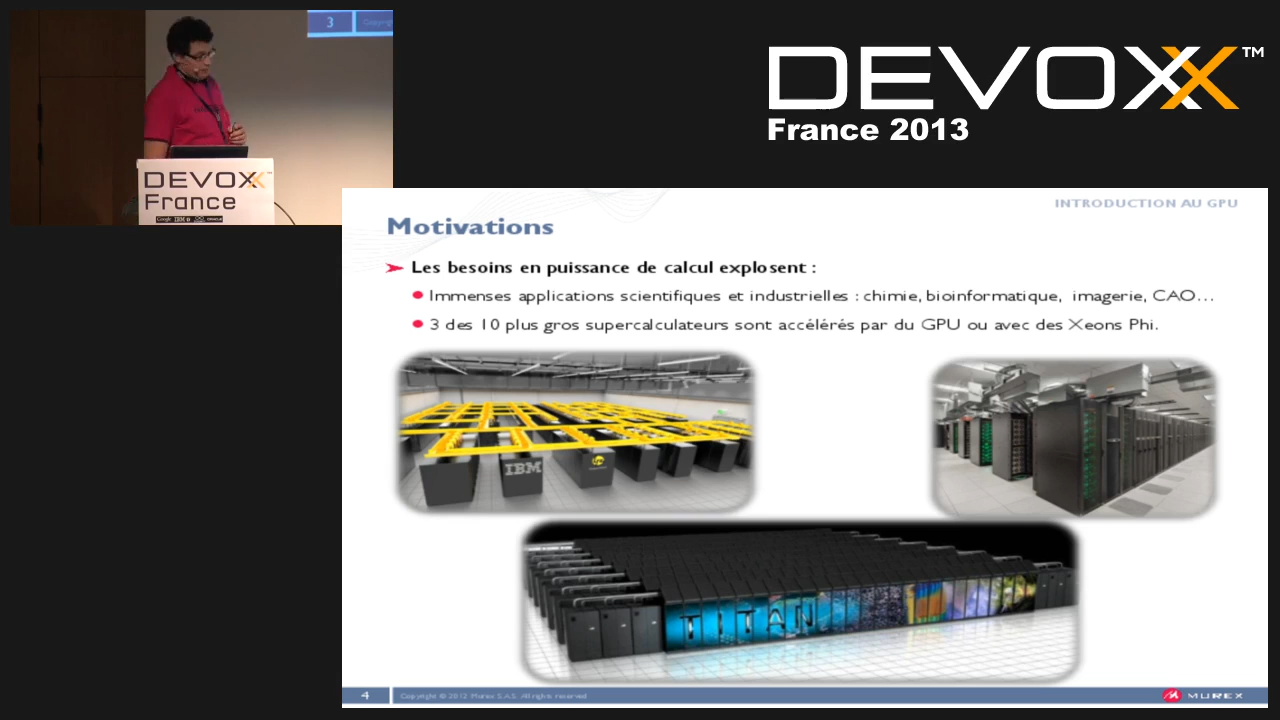 3
DEVOXX™
France 2013
DEVOXX
France
Google IBM
INTRODUCTION AU GPU
Motivations
Les besoins en puissance de calcul explosent :
Immenses applications scientifiques et industrielles : chimie, bioinformatique, imagerie, CAO…
3 des 10 plus gros supercalculateurs sont accélérés par du GPU ou avec des Xeons Phi.
IBM
TITAN
4
Copyright © 2012 Murex S.A.S. All rights reserved
MUREX